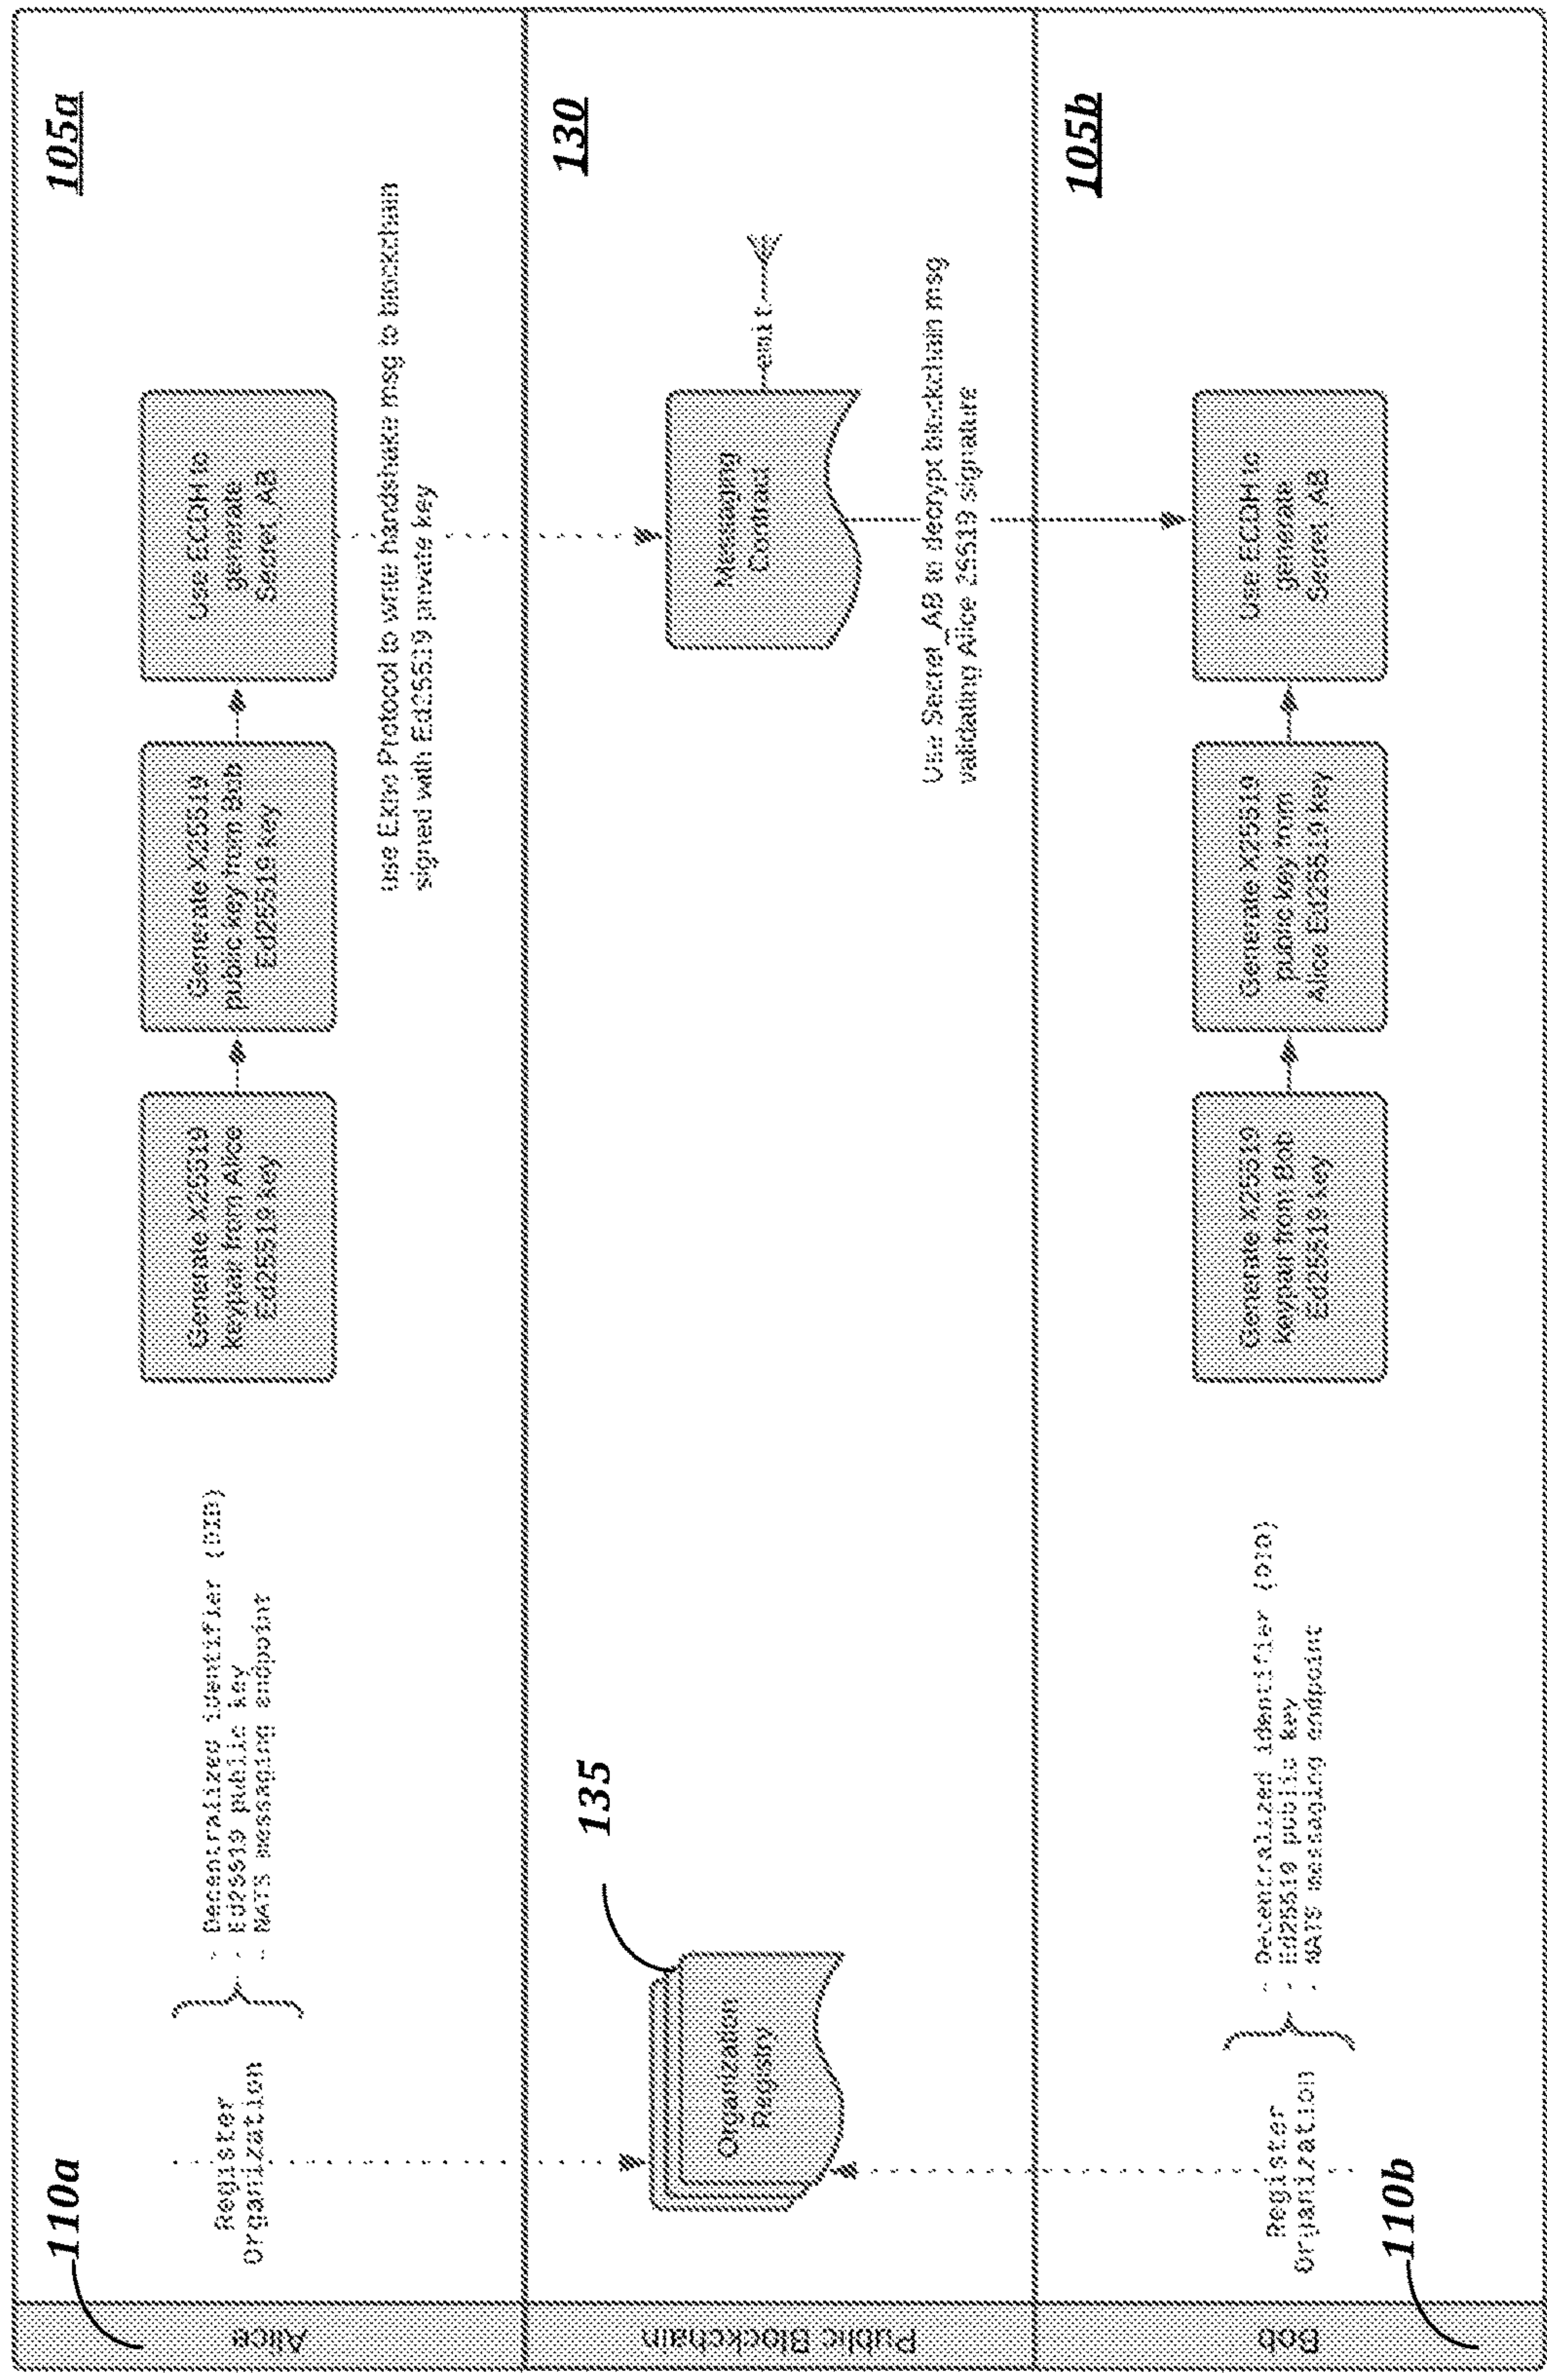 105a
110a
Alice
Register
Organization
- Decentralized identifier (DID)
- Ed25519 public key
- NATS messaging endpoint
Generate X25519
keypair from Alice
Ed25519 key
Generate X25519
public key from Bob
Ed25519 key
Use ECDH to
generate
Secret_AB
use Ekho Protocol to write handshake msg to blockchain
signed with Ed25519 private key
130
Public Blockchain
135
Organization
Registry
Messaging
Contract
emit
Use Secret_AB to decrypt blockchain msg
validating Alice 25519 signature
105b
110b
Bob
Register
Organization
- Decentralized identifier (DID)
- Ed25519 public key
- NATS messaging endpoint
Generate X25519
keypair from Bob
Ed25519 key
Generate X25519
public key from
Alice Ed25519 key
Use ECDH to
generate
Secret_AB